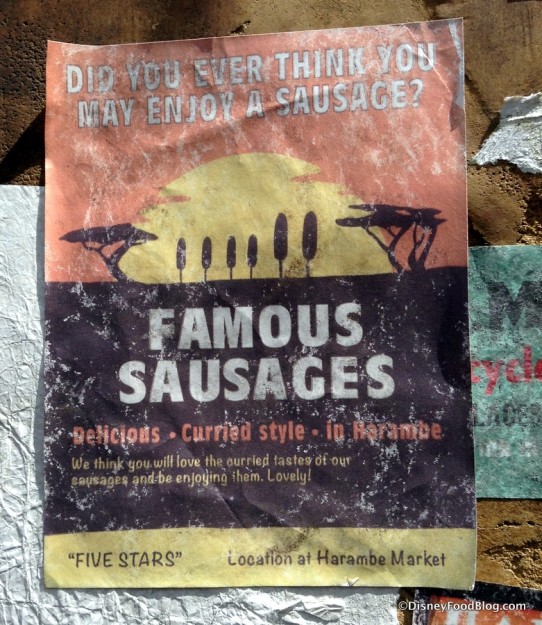 DID YOU EVER THINK YOU
MAY ENJOY A SAUSAGE?
FAMOUS
SAUSAGES
Delicious • Curried style • in Harambe
We think you will love the curried tastes of our
sausages and be enjoying them. Lovely!
"FIVE STARS" Location at Harambe Market
M
cycle
©DisneyFoodBlog.com